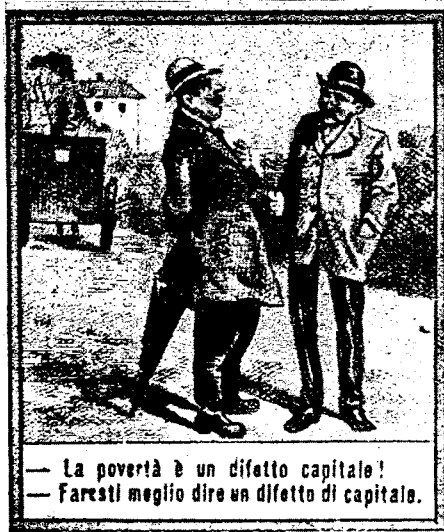 — La povertà è un difetto capitale!
— Faresti meglio dire un difetto di capitale.